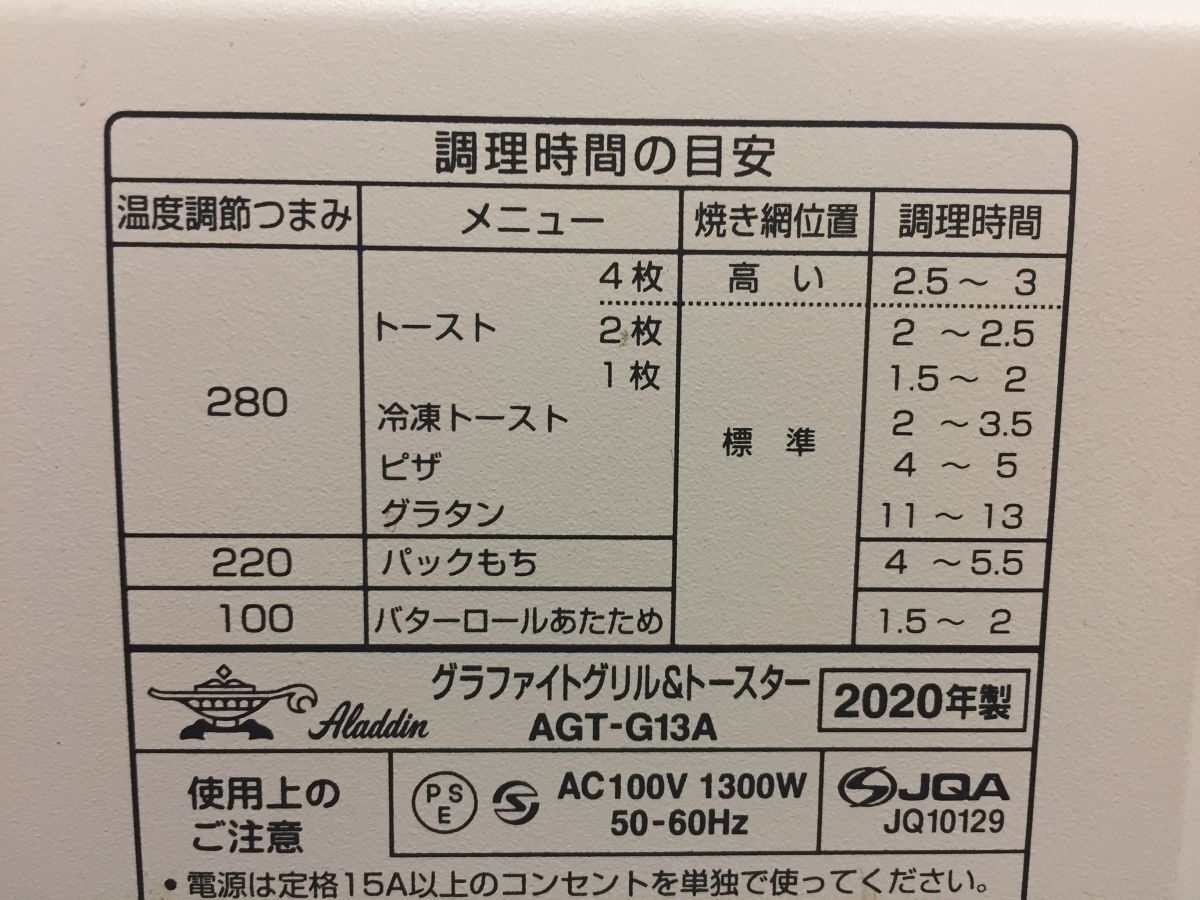 調理時間の目安
温度調節つまみ メニュー 焼き網位置 調理時間
4枚 高い 2.5～ 3
トースト 2枚 2 ～2.5
1枚 1.5～ 2
280
冷凍トースト 2 ～3.5
標準
ピザ 4 ～ 5
グラタン 11～ 13
220 パックもち 4 ～5.5
100 バターロールあたため 1.5～ 2
Aladdin
グラファイトグリル&トースター
AGT-G13A
2020年製
使用上の
ご注意
PSE
AC100V 1300W
50-60Hz
JQA
JQ10129
•電源は定格15A以上のコンセントを単独で使ってください。